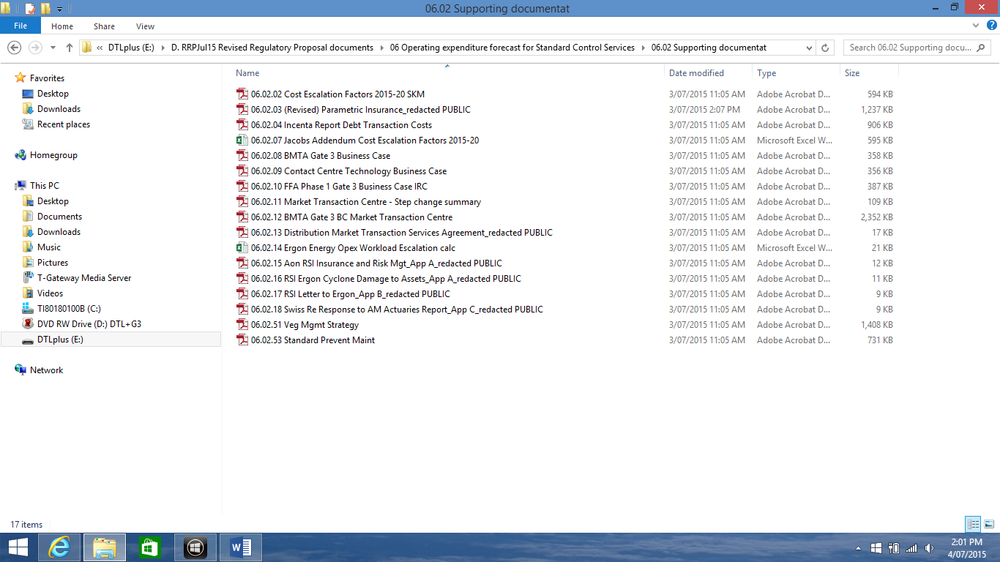 06.02 Supporting documentat
File Home Share View
« DTLplus (E:) D. RRPJul15 Revised Regulatory Proposal documents 06 Operating expenditure forecast for Standard Control Services 06.02 Supporting documentat Search 06.02 Supporting docu...
Favorites
Desktop
Downloads
Recent places
Homegroup
This PC
Desktop
Documents
Downloads
Music
Pictures
T-Gateway Media Server
Videos
TI80180100B (C:)
DVD RW Drive (D:) DTL+G3
DTLplus (E:)
Network
Name Date modified Type Size
06.02.02 Cost Escalation Factors 2015-20 SKM 3/07/2015 11:05 AM Adobe Acrobat D... 594 KB
06.02.03 (Revised) Parametric Insurance_redacted PUBLIC 3/07/2015 2:07 PM Adobe Acrobat D... 1,237 KB
06.02.04 Incenta Report Debt Transaction Costs 3/07/2015 11:05 AM Adobe Acrobat D... 906 KB
06.02.07 Jacobs Addendum Cost Escalation Factors 2015-20 3/07/2015 11:05 AM Microsoft Excel W... 595 KB
06.02.08 BMTA Gate 3 Business Case 3/07/2015 11:05 AM Adobe Acrobat D... 358 KB
06.02.09 Contact Centre Technology Business Case 3/07/2015 11:05 AM Adobe Acrobat D... 356 KB
06.02.10 FFA Phase 1 Gate 3 Business Case IRC 3/07/2015 11:05 AM Adobe Acrobat D... 387 KB
06.02.11 Market Transaction Centre - Step change summary 3/07/2015 11:05 AM Adobe Acrobat D... 109 KB
06.02.12 BMTA Gate 3 BC Market Transaction Centre 3/07/2015 11:05 AM Adobe Acrobat D... 2,352 KB
06.02.13 Distribution Market Transaction Services Agreement_redacted PUBLIC 3/07/2015 11:05 AM Adobe Acrobat D... 17 KB
06.02.14 Ergon Energy Opex Workload Escalation calc 3/07/2015 11:05 AM Microsoft Excel W... 21 KB
06.02.15 Aon RSI Insurance and Risk Mgt_App A_redacted PUBLIC 3/07/2015 11:05 AM Adobe Acrobat D... 12 KB
06.02.16 RSI Ergon Cyclone Damage to Assets_App A_redacted PUBLIC 3/07/2015 11:05 AM Adobe Acrobat D... 11 KB
06.02.17 RSI Letter to Ergon_App B_redacted PUBLIC 3/07/2015 11:05 AM Adobe Acrobat D... 9 KB
06.02.18 Swiss Re Response to AM Actuaries Report_App C_redacted PUBLIC 3/07/2015 11:05 AM Adobe Acrobat D... 9 KB
06.02.51 Veg Mgmt Strategy 3/07/2015 11:05 AM Adobe Acrobat D... 1,408 KB
06.02.53 Standard Prevent Maint 3/07/2015 11:05 AM Adobe Acrobat D... 731 KB
17 items
2:01 PM
4/07/2015